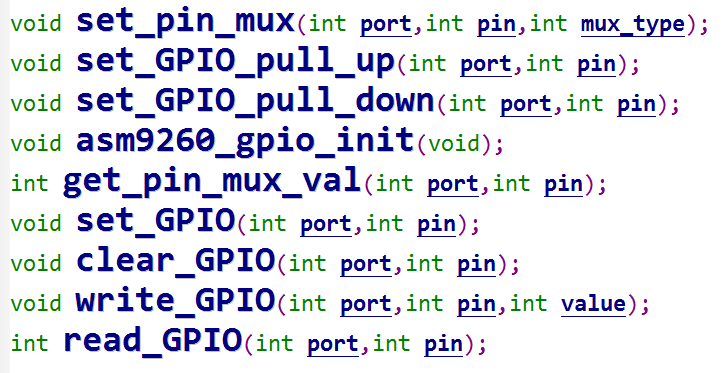 void set_pin_mux(int port,int pin,int mux_type);
void set_GPIO_pull_up(int port,int pin);
void set_GPIO_pull_down(int port,int pin);
void asm9260_gpio_init(void);
int get_pin_mux_val(int port,int pin);
void set_GPIO(int port,int pin);
void clear_GPIO(int port,int pin);
void write_GPIO(int port,int pin,int value);
int read_GPIO(int port,int pin);